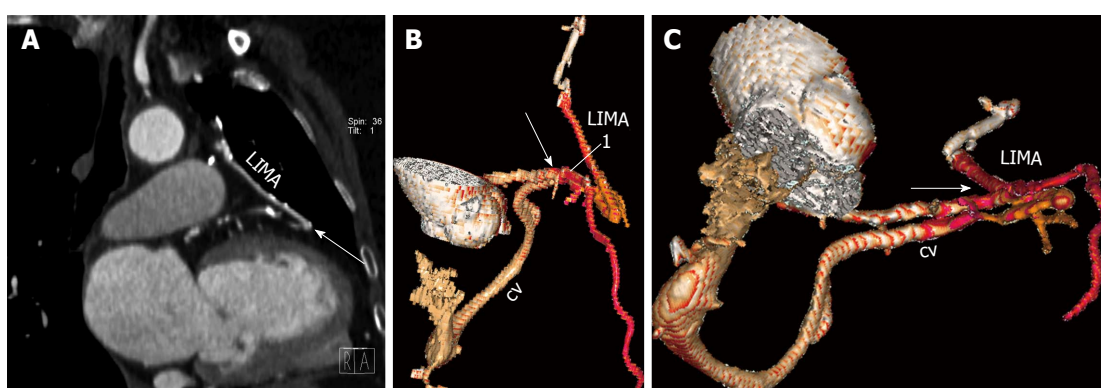 A
LIMA
Spin: 36
Tilt: 1
R A
B
LIMA
1
CV
C
LIMA
CV